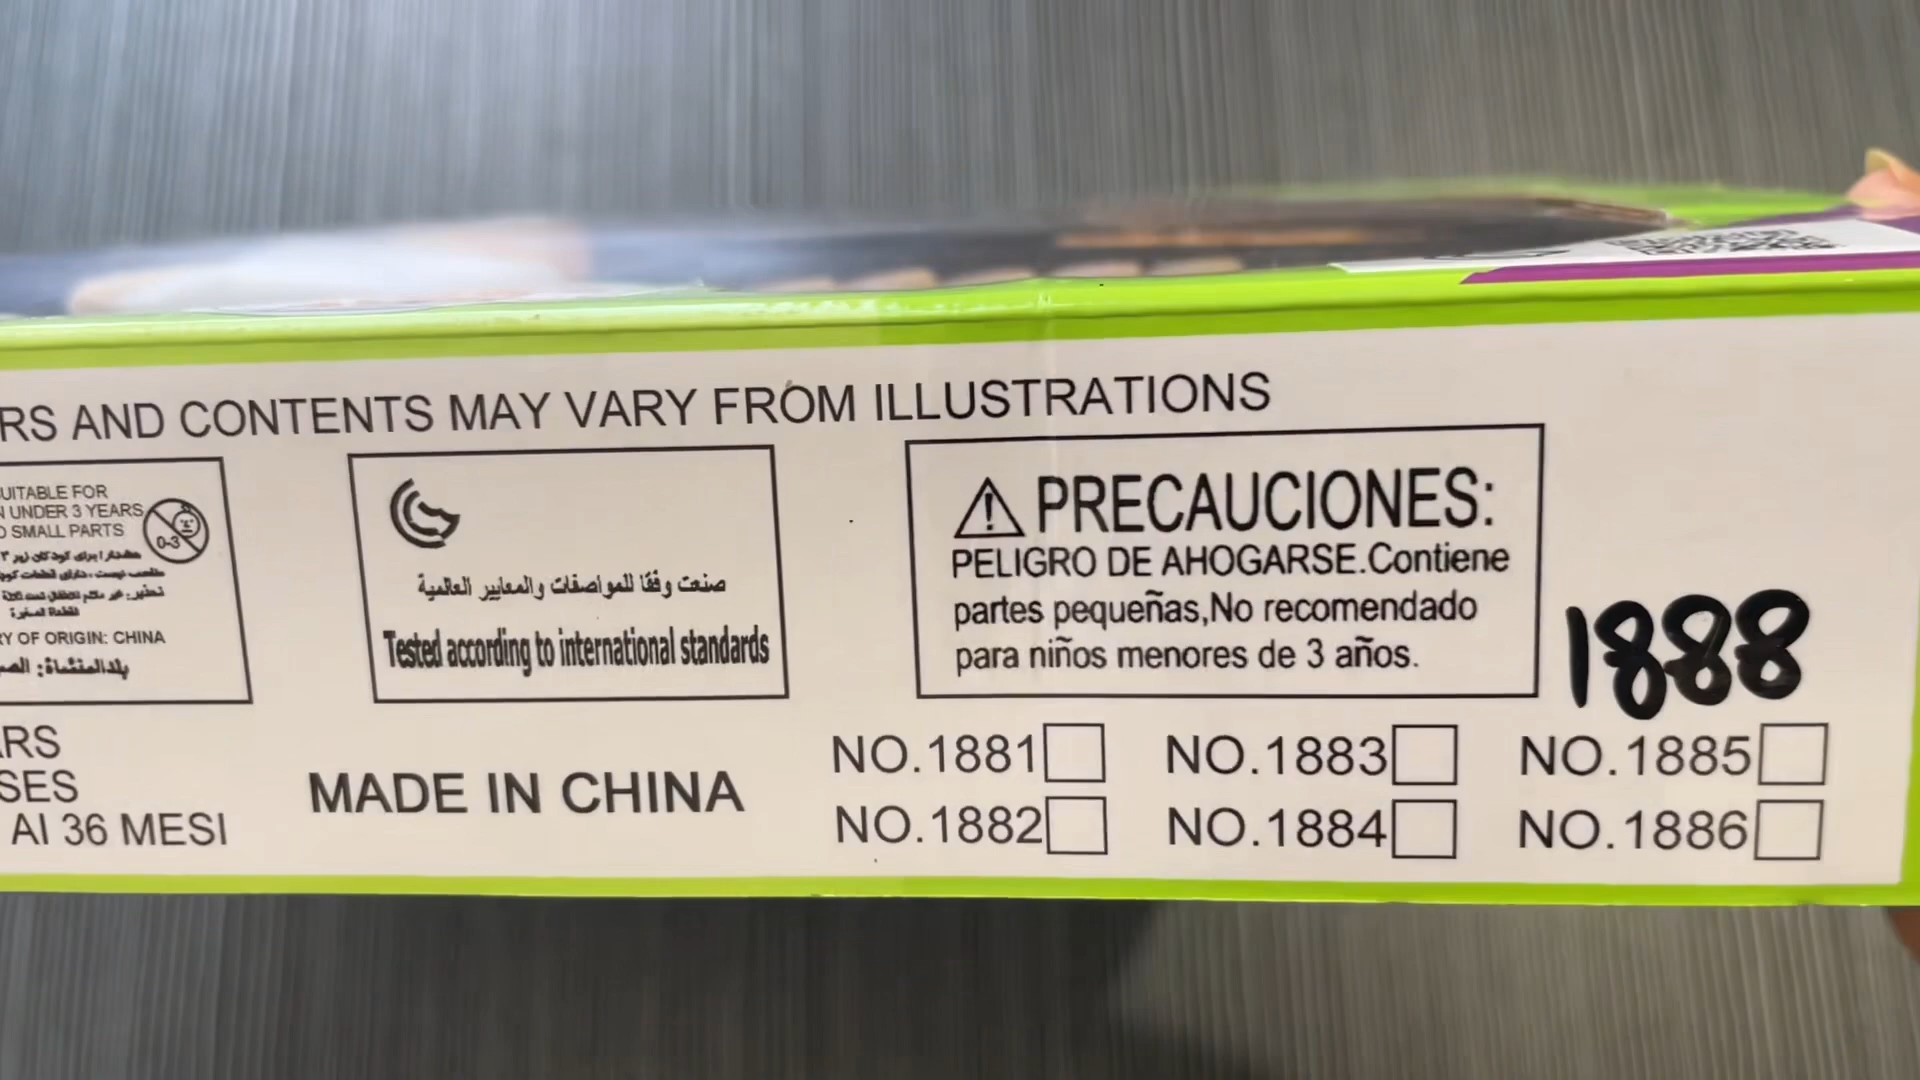 RS AND CONTENTS MAY VARY FROM ILLUSTRATIONS
UITABLE FOR
N UNDER 3 YEARS
O SMALL PARTS
0-3
RY OF ORIGIN: CHINA
بلد المنشأة: الص
صنعت وفقا للمواصفات والمعايير العالمية
Tested according to international standards
PRECAUCIONES:
PELIGRO DE AHOGARSE.Contiene
partes pequeñas,No recomendado
para niños menores de 3 años.
1888
RS
SES
AI 36 MESI
MADE IN CHINA
NO.1881 NO.1883 NO.1885
NO.1882 NO.1884 NO.1886